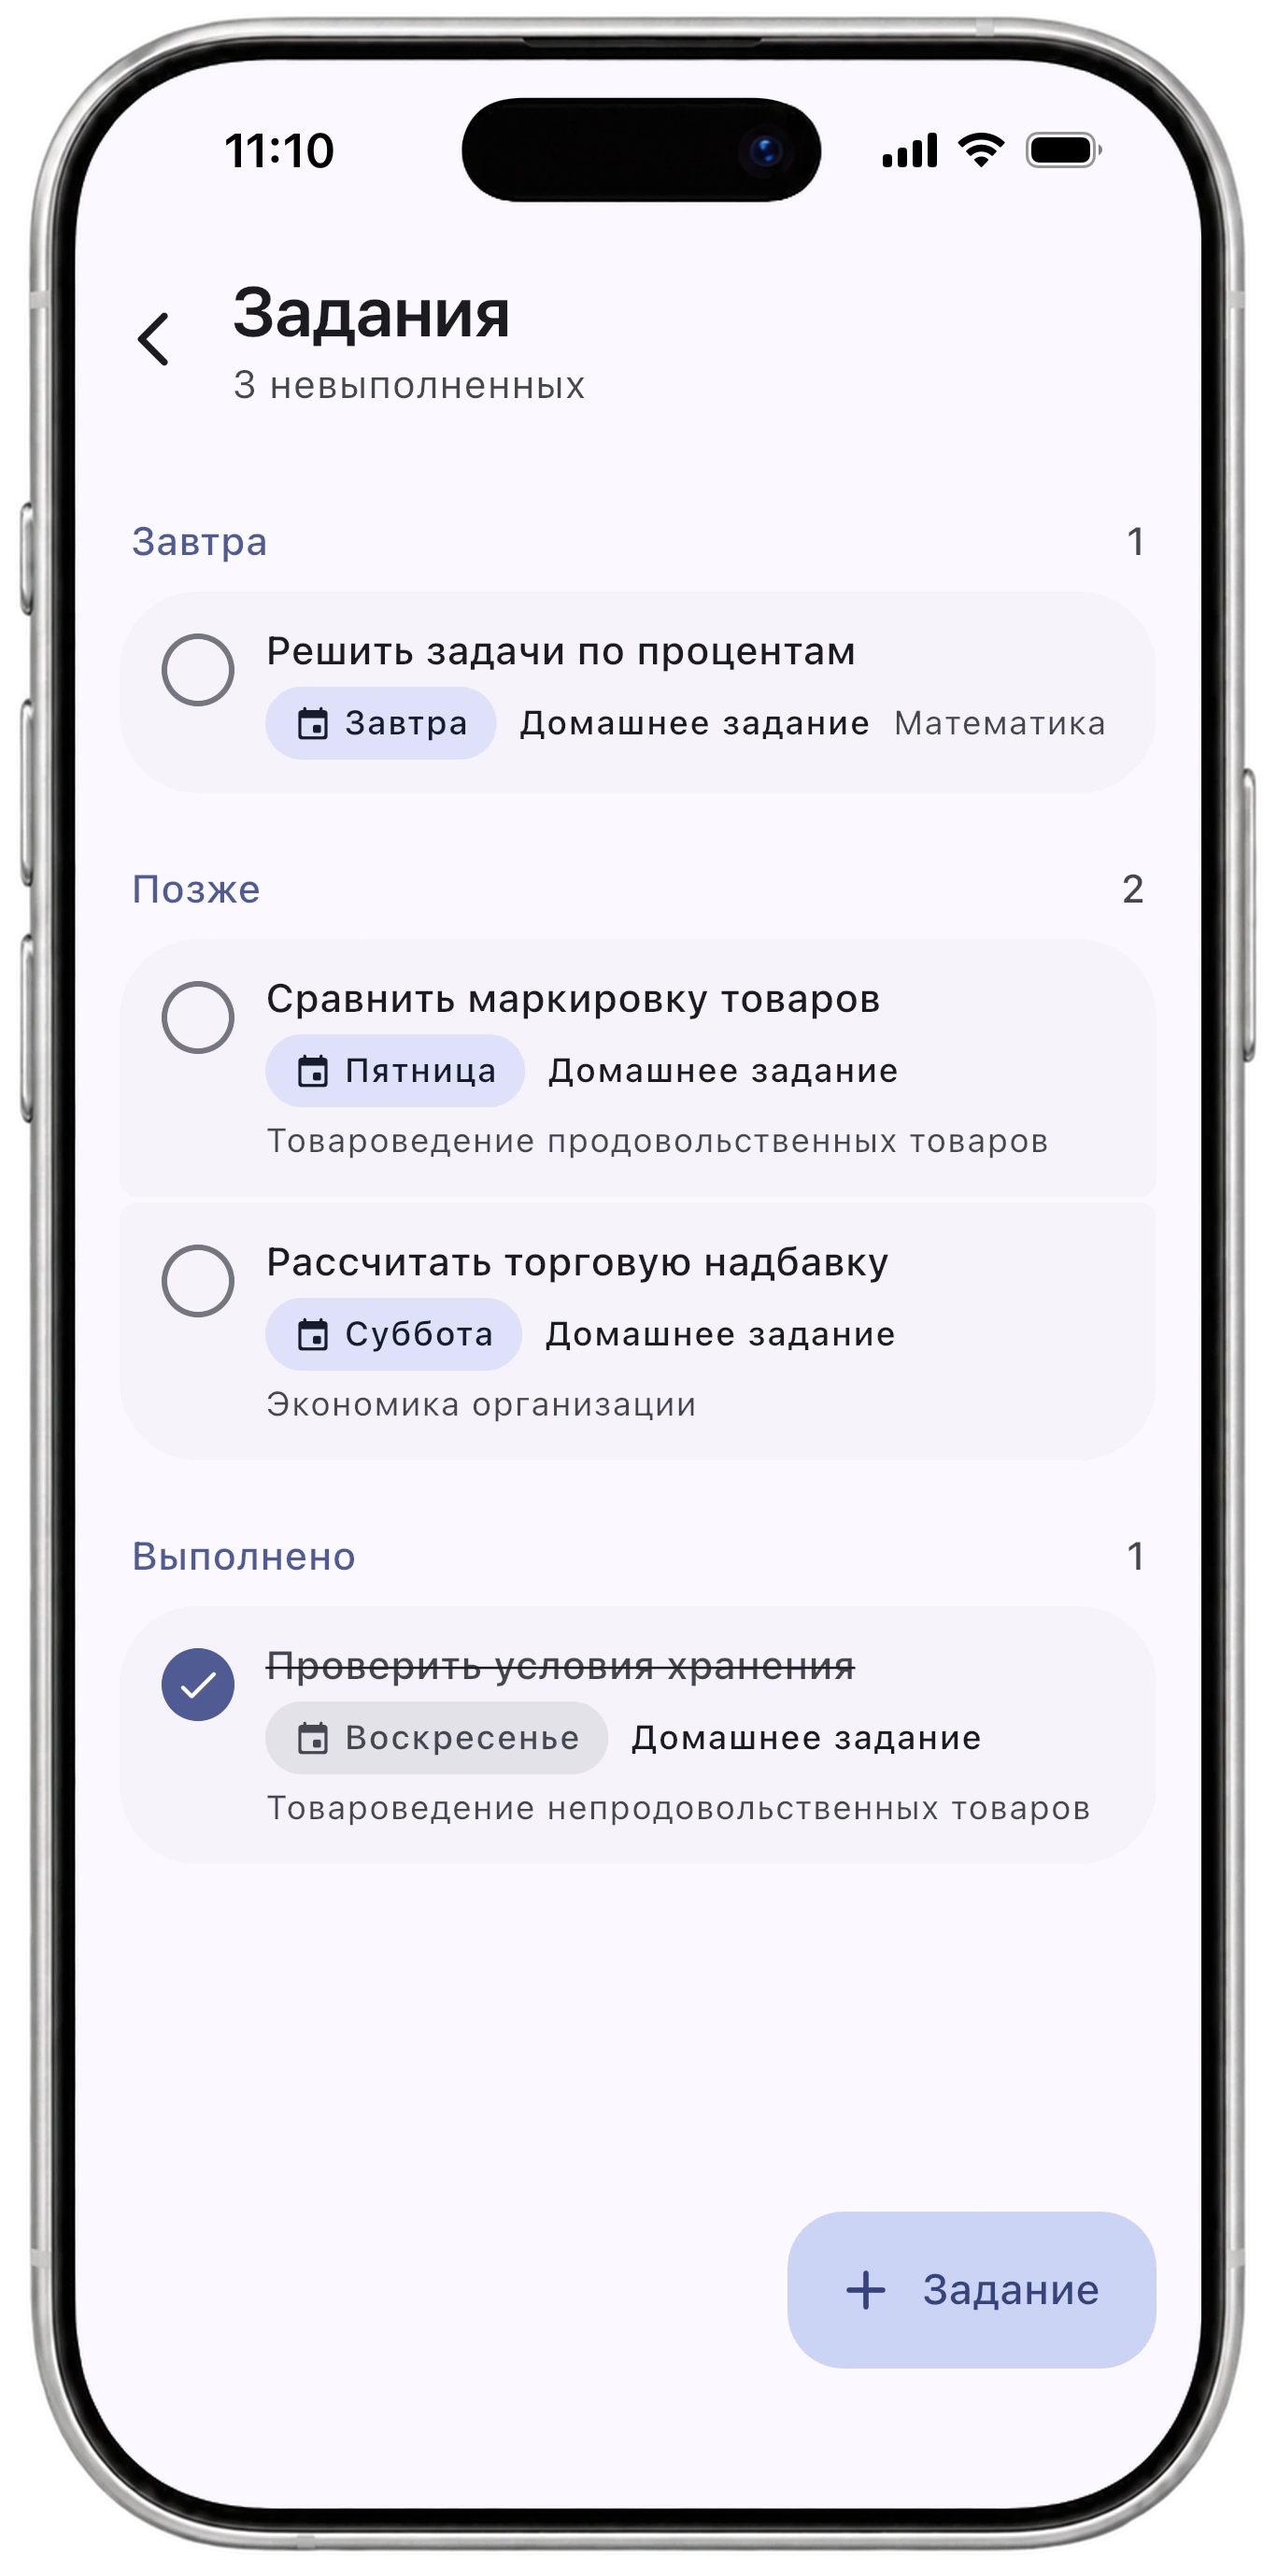 11:10
Задания
3 невыполненных
Завтра 1
Решить задачи по процентам
Завтра Домашнее задание Математика
Позже 2
Сравнить маркировку товаров
Пятница Домашнее задание
Товароведение продовольственных товаров
Рассчитать торговую надбавку
Суббота Домашнее задание
Экономика организации
Выполнено 1
Проверить условия хранения
Воскресенье Домашнее задание
Товароведение непродовольственных товаров
+ Задание